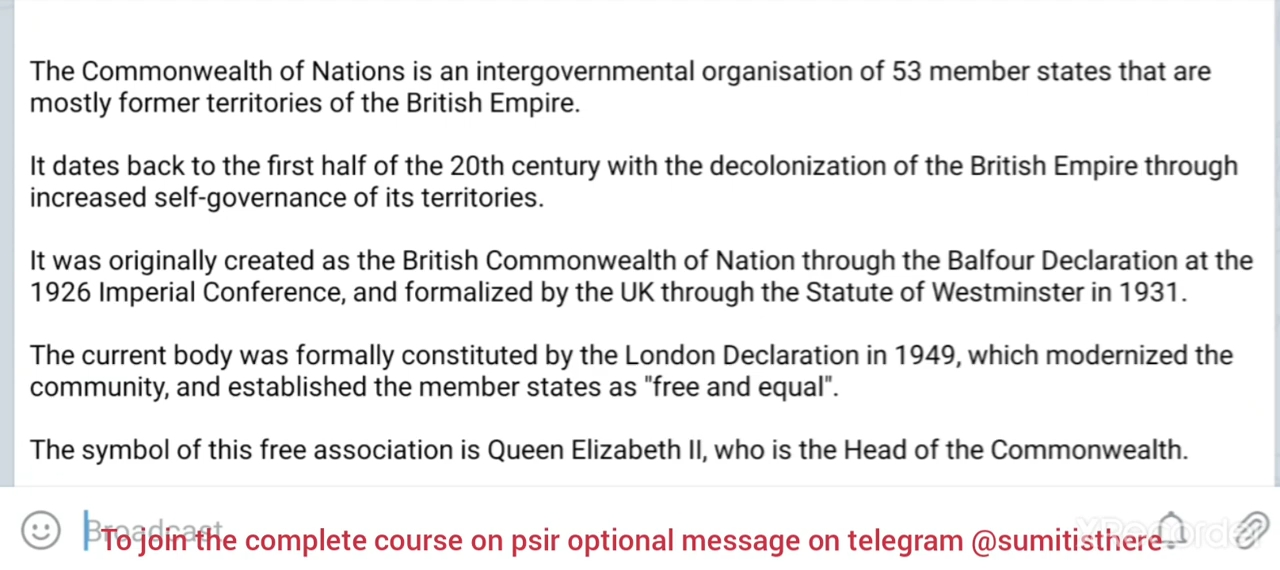 The Commonwealth of Nations is an intergovernmental organisation of 53 member states that are
mostly former territories of the British Empire.
It dates back to the first half of the 20th century with the decolonization of the British Empire through
increased self-governance of its territories.
It was originally created as the British Commonwealth of Nation through the Balfour Declaration at the
1926 Imperial Conference, and formalized by the UK through the Statute of Westminster in 1931.
The current body was formally constituted by the London Declaration in 1949, which modernized the
community, and established the member states as "free and equal".
The symbol of this free association is Queen Elizabeth II, who is the Head of the Commonwealth.
Broadcast
To join the complete course on psir optional message on telegram @sumitisthere
XRecorder